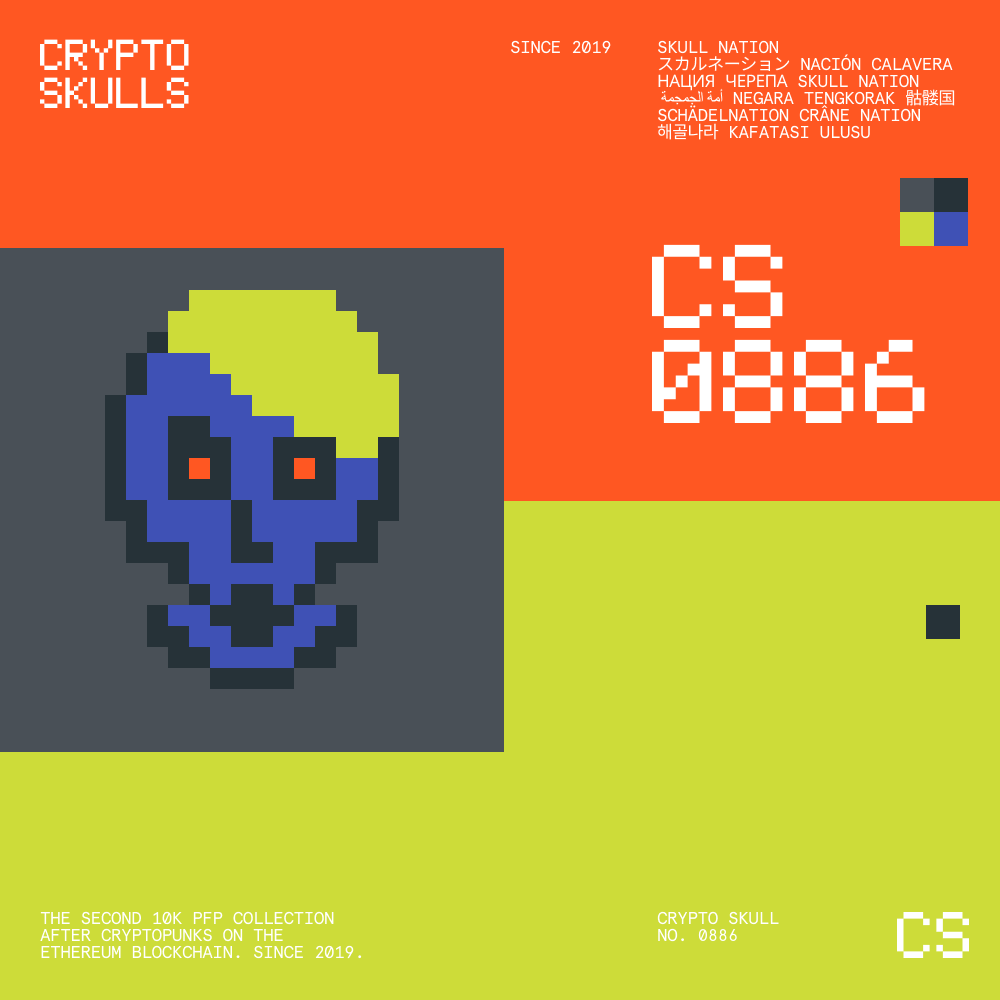 CRYPTO
SKULLS
SINCE 2019
SKULL NATION
スカルネーション NACIÓN CALAVERA
НАЦИЯ ЧЕРЕПА SKULL NATION
أمة الجمجمة NEGARA TENGKORAK 骷髅国
SCHÄDELNATION CRÂNE NATION
해골나라 KAFATASI ULUSU
CS
0886
THE SECOND 10K PFP COLLECTION
AFTER CRYPTOPUNKS ON THE
ETHEREUM BLOCKCHAIN. SINCE 2019.
CRYPTO SKULL
NO. 0886
CS